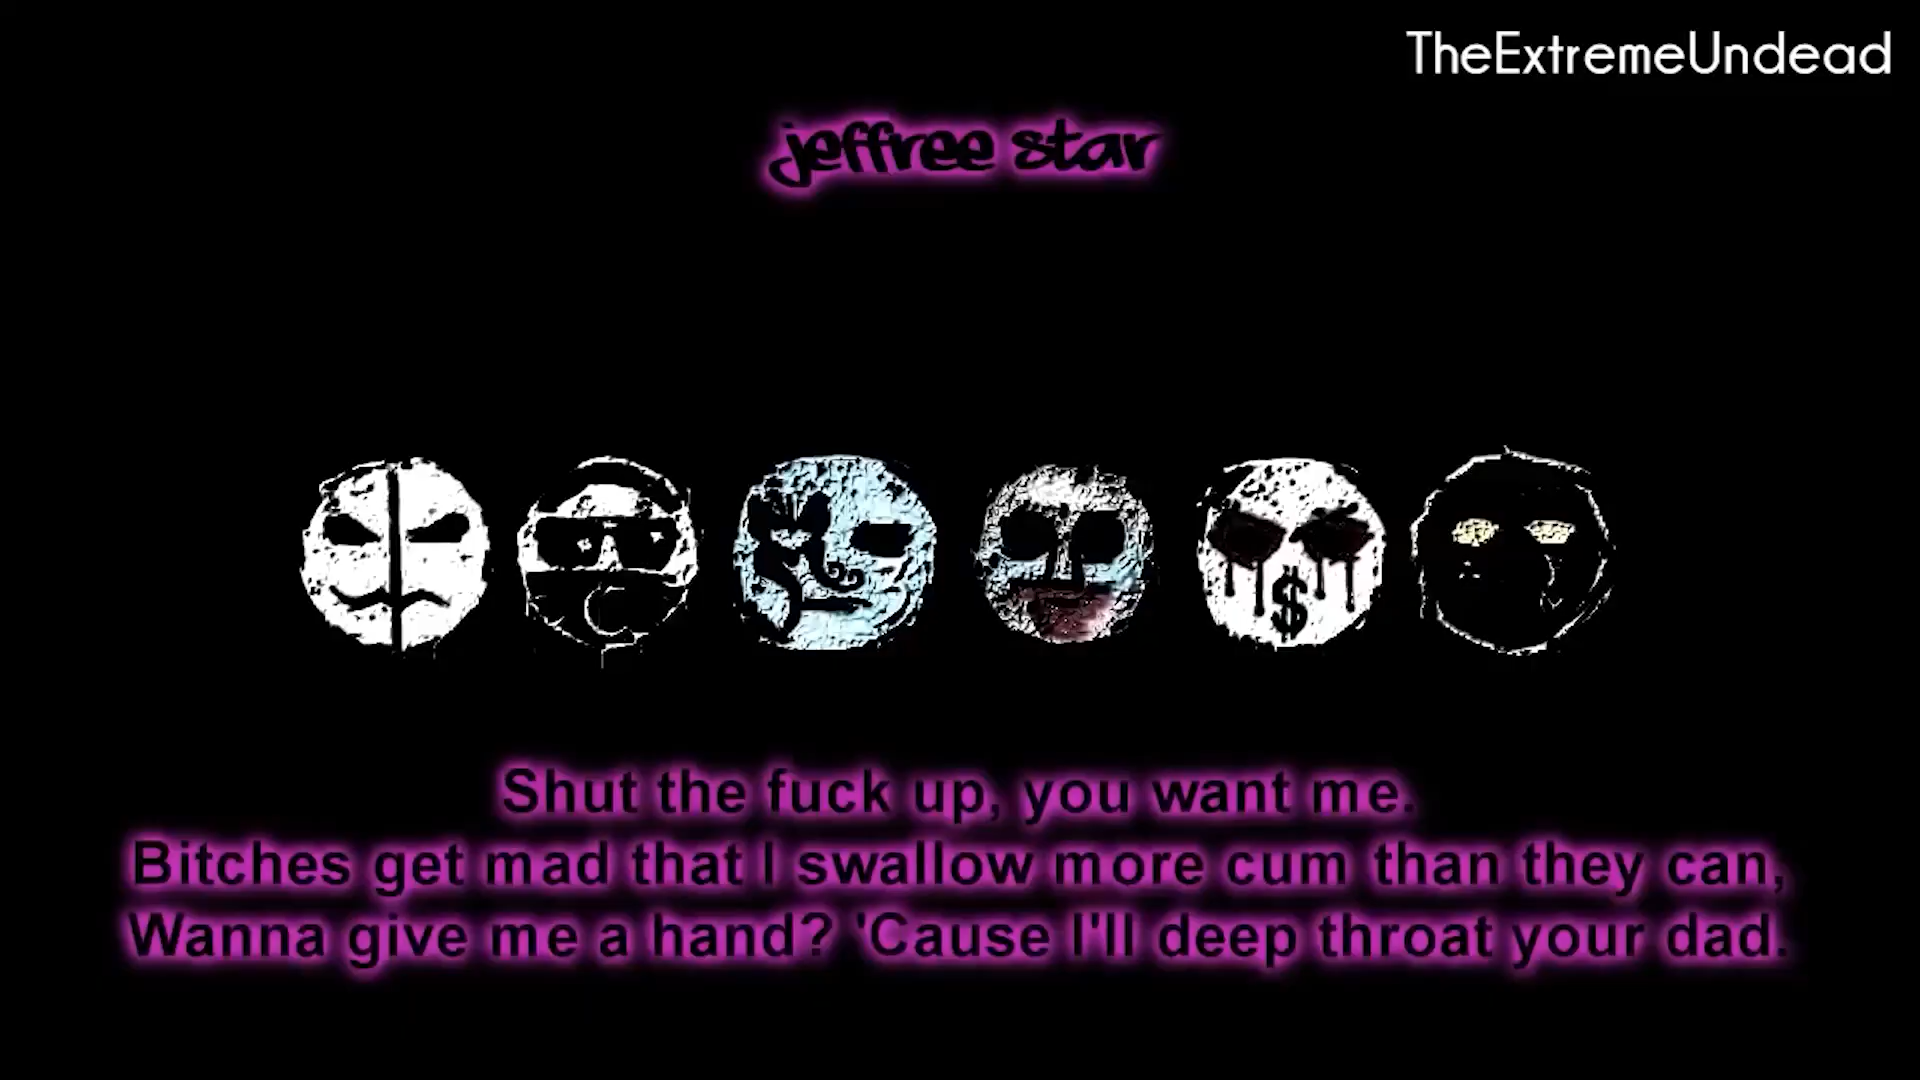 TheExtremeUndead
jeffree star
$
Shut the fuck up, you want me.
Bitches get mad that I swallow more cum than they can,
Wanna give me a hand? 'Cause I'll deep throat your dad.